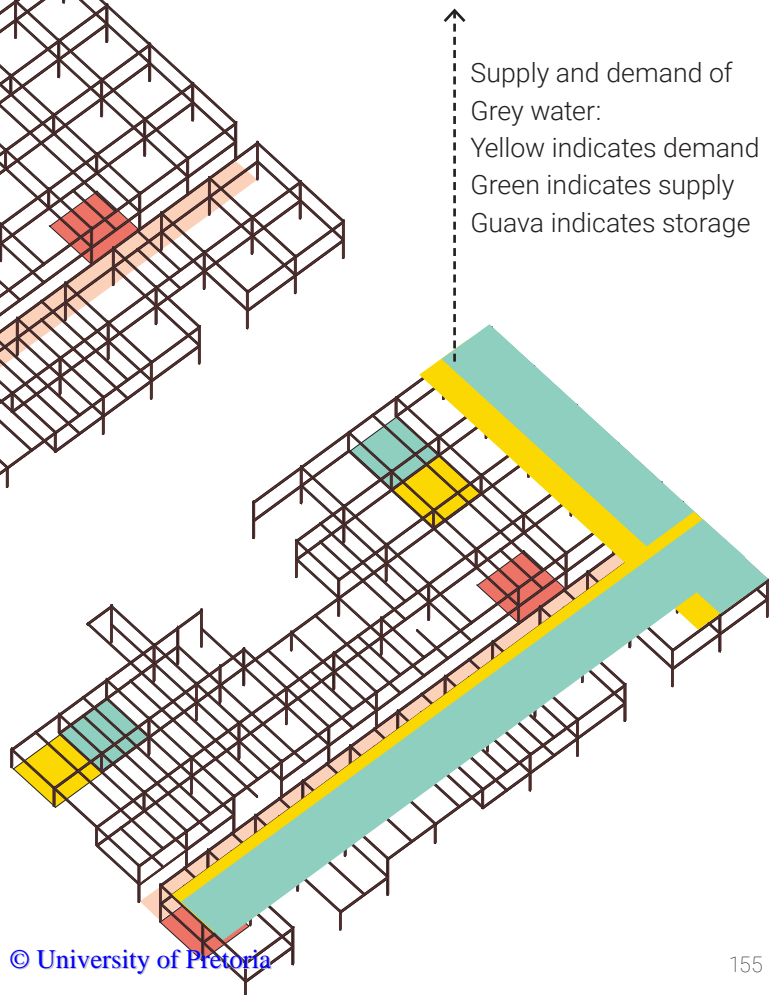 Supply and demand of
Grey water:
Yellow indicates demand
Green indicates supply
Guava indicates storage
© University of Pretoria
155